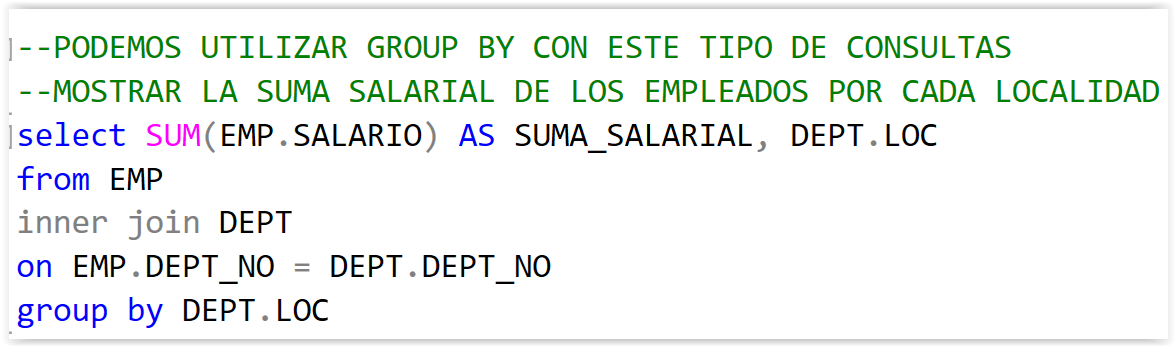 --PODEMOS UTILIZAR GROUP BY CON ESTE TIPO DE CONSULTAS
--MOSTRAR LA SUMA SALARIAL DE LOS EMPLEADOS POR CADA LOCALIDAD
select SUM(EMP.SALARIO) AS SUMA_SALARIAL, DEPT.LOC
from EMP
inner join DEPT
on EMP.DEPT_NO = DEPT.DEPT_NO
group by DEPT.LOC